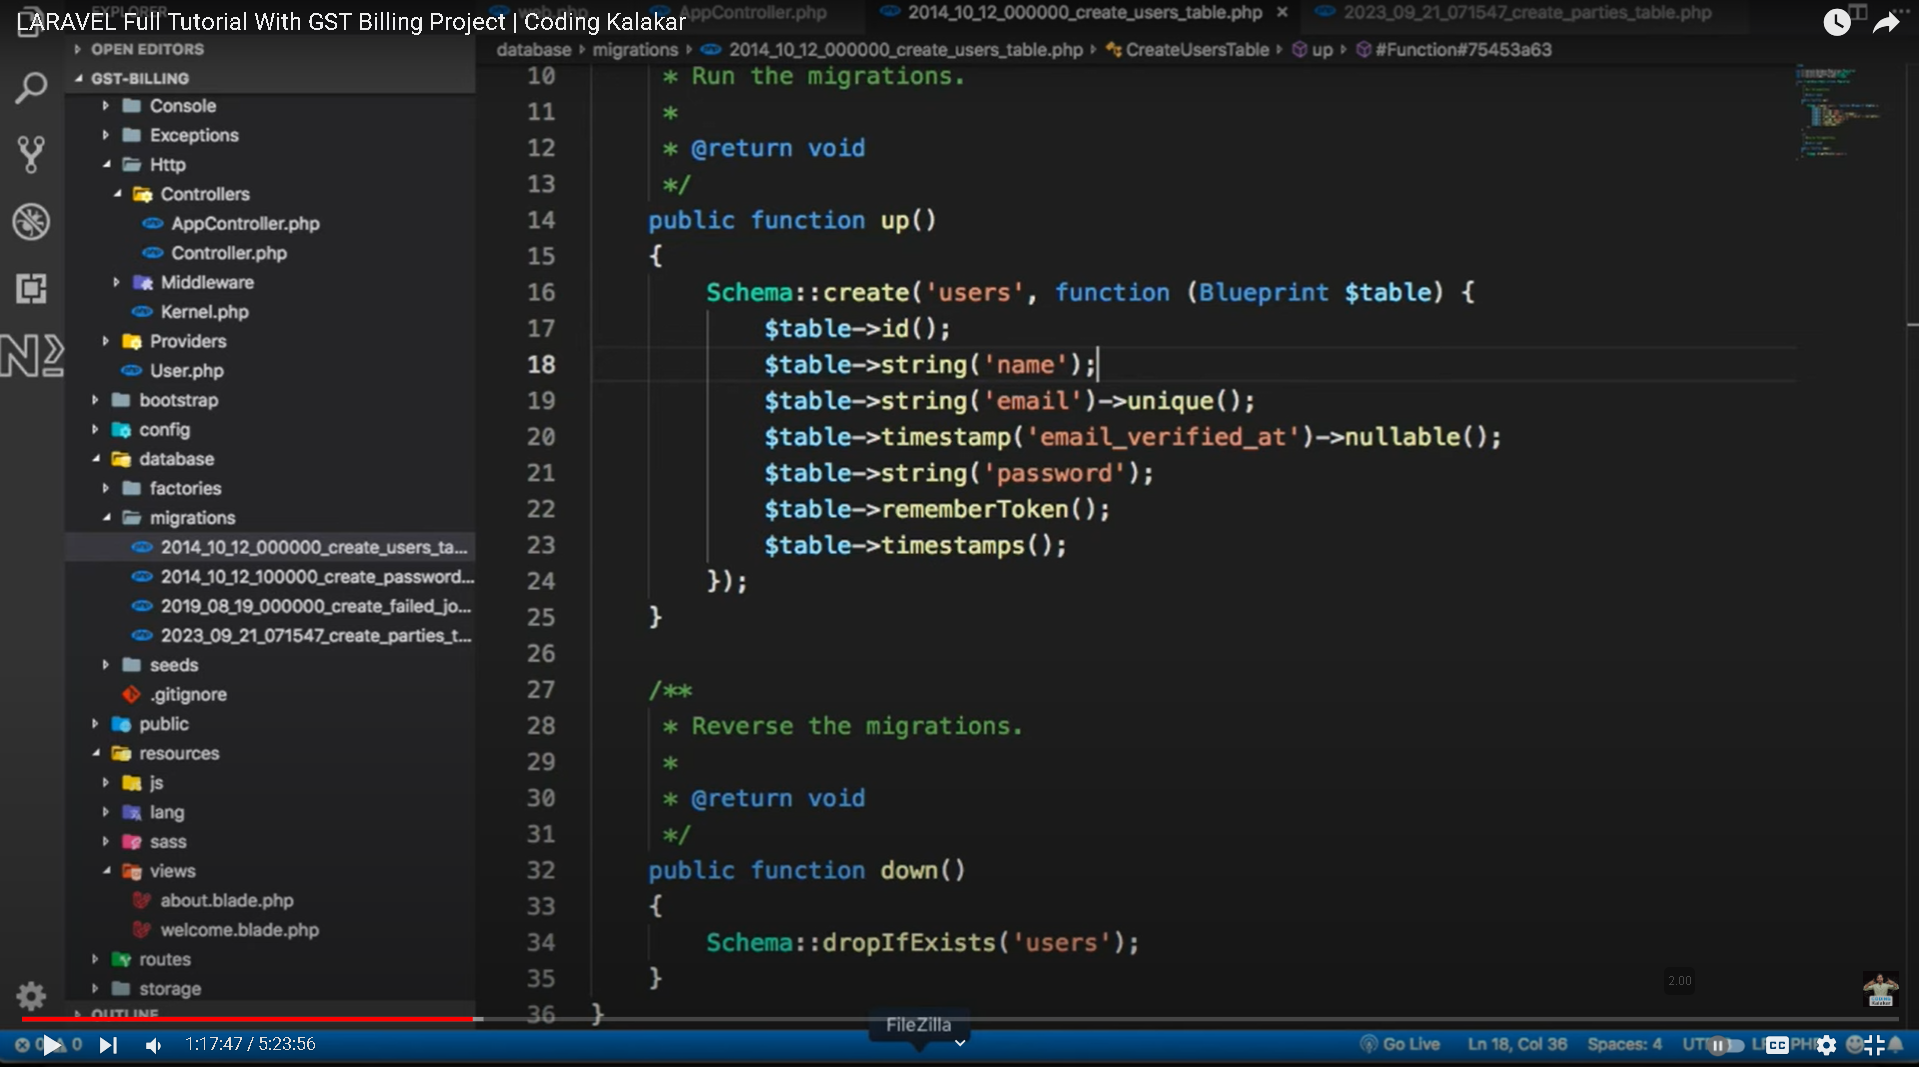 LARAVEL Full Tutorial With GST Billing Project | Coding Kalakar
EXPLORER
web.php
AppController.php
2014_10_12_000000_create_users_table.php ×
2023_09_21_071547_create_parties_table.php
OPEN EDITORS
database
migrations
2014_10_12_000000_create_users_table.php
CreateUsersTable
up
#Function#75453a63
GST-BILLING
Console
Exceptions
Http
Controllers
AppController.php
Controller.php
Middleware
Kernel.php
Providers
User.php
bootstrap
config
database
factories
migrations
2014_10_12_000000_create_users_ta...
2014_10_12_100000_create_password...
2019_08_19_000000_create_failed_jo...
2023_09_21_071547_create_parties_t...
seeds
.gitignore
public
resources
js
lang
sass
views
about.blade.php
welcome.blade.php
routes
storage
OUTLINE
10 * Run the migrations.
11 *
12 * @return void
13 */
14 public function up()
15 {
16 Schema::create('users', function (Blueprint $table) {
17 $table->id();
18 $table->string('name');
19 $table->string('email')->unique();
20 $table->timestamp('email_verified_at')->nullable();
21 $table->string('password');
22 $table->rememberToken();
23 $table->timestamps();
24 });
25 }
26
27 /**
28 * Reverse the migrations.
29 *
30 * @return void
31 */
32 public function down()
33 {
34 Schema::dropIfExists('users');
35 }
36 }
2.00
FileZilla
0 0
1:17:47 / 5:23:56
Go Live
Ln 18, Col 36
Spaces: 4
CC